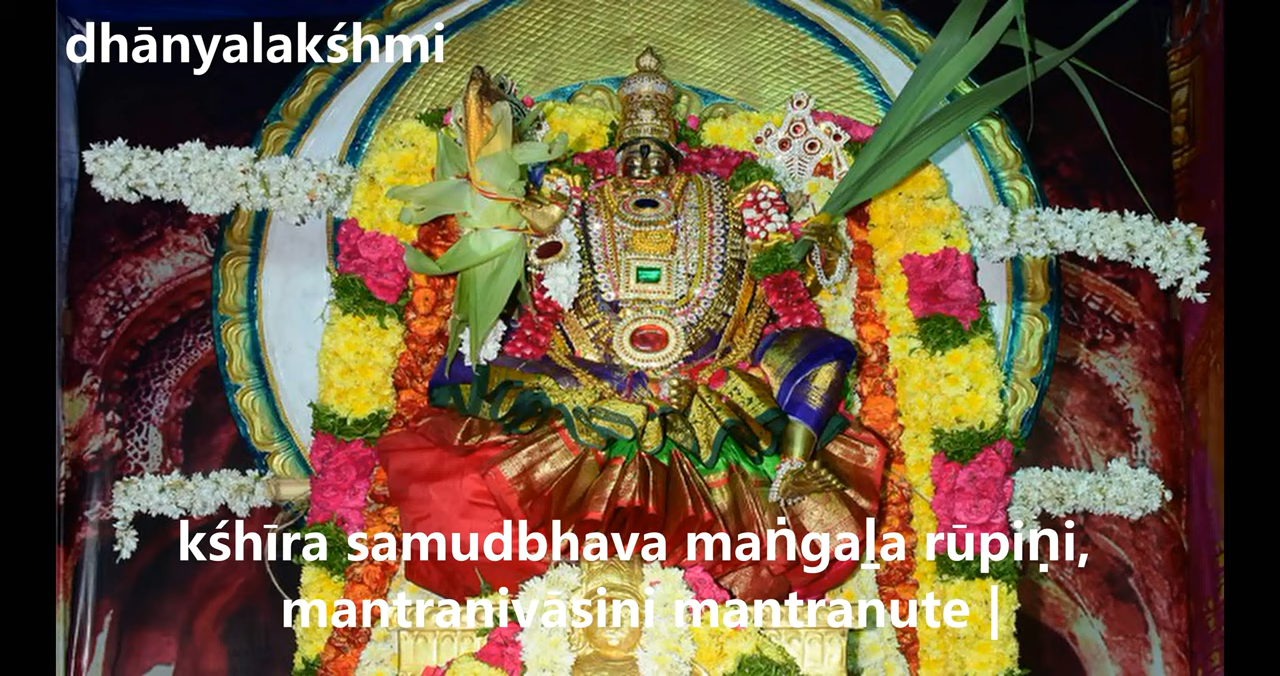 dhānyalakśhmi
kśhīra samudbhava maṅgaḻa rūpiṇi,
mantranivāsini mantranute |